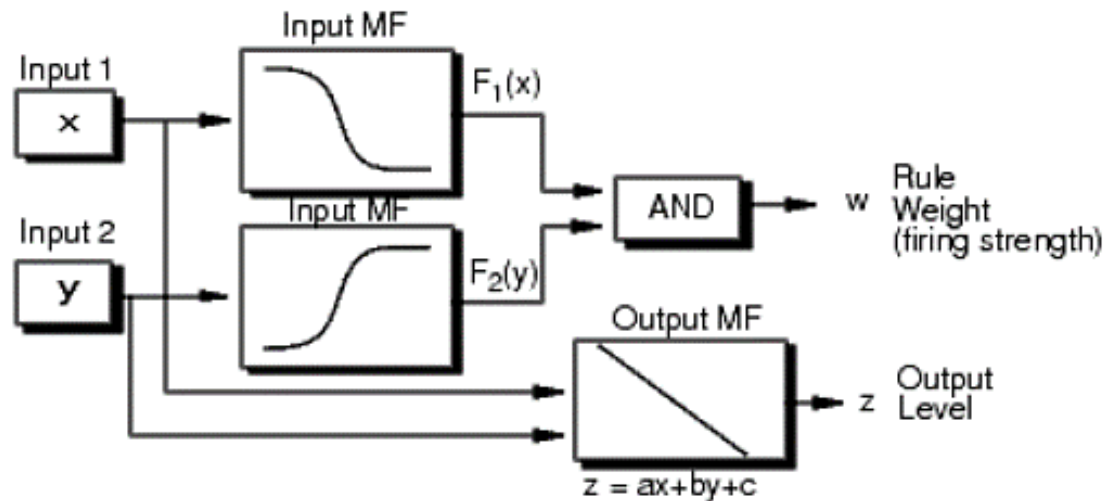 Input MF
Input 1
x
F1(x)
Input MF
Input 2
y
F2(y)
AND
w
Rule
Weight
(firing strength)
Output MF
z
Output
Level
z = ax+by+c